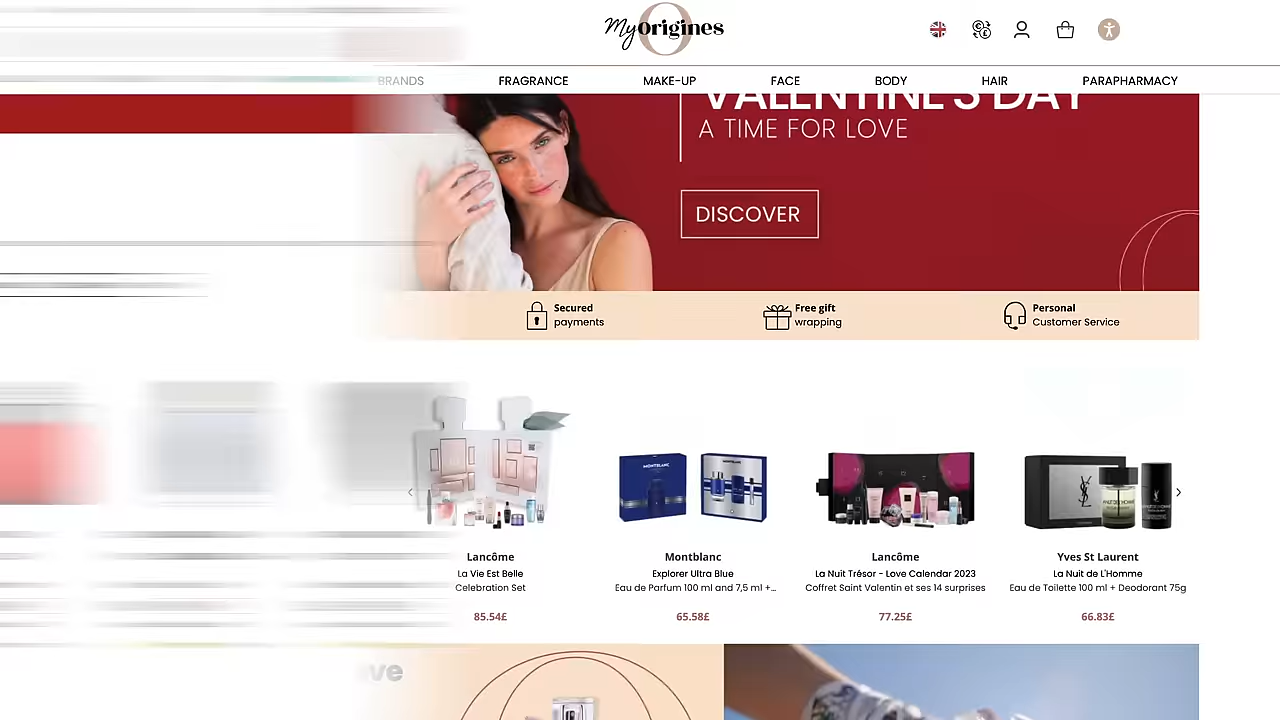 MyOrigines
BRANDS FRAGRANCE MAKE-UP FACE BODY HAIR PARAPHARMACY
VALENTINE'S DAY
A TIME FOR LOVE
DISCOVER
Secured
payments
Free gift
wrapping
Personal
Customer Service
MONTBLANC
Lancôme
La Vie Est Belle
Celebration Set
85.54£
Montblanc
Explorer Ultra Blue
Eau de Parfum 100 ml and 7,5 ml +...
65.58£
Lancôme
La Nuit Trésor - Love Calendar 2023
Coffret Saint Valentin et ses 14 surprises
77.25£
Yves St Laurent
La Nuit de L'Homme
Eau de Toilette 100 ml + Deodorant 75g
66.83£